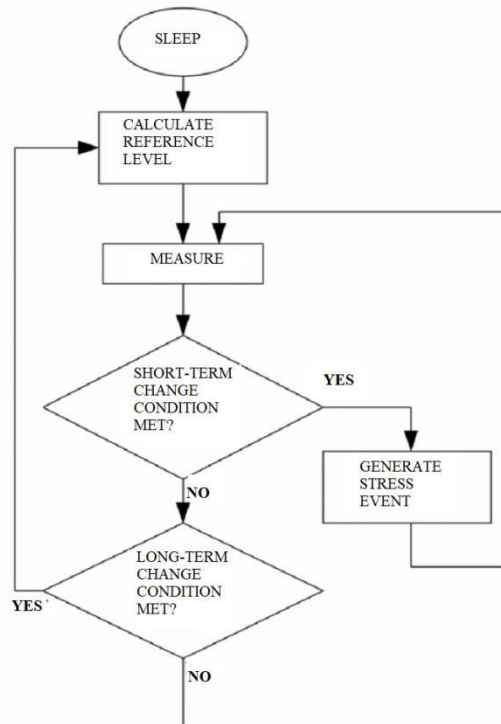 SLEEP
CALCULATE
REFERENCE
LEVEL
MEASURE
SHORT-TERM
CHANGE
CONDITION
MET?
YES
GENERATE
STRESS
EVENT
NO
LONG-TERM
CHANGE
CONDITION
MET?
YES
NO